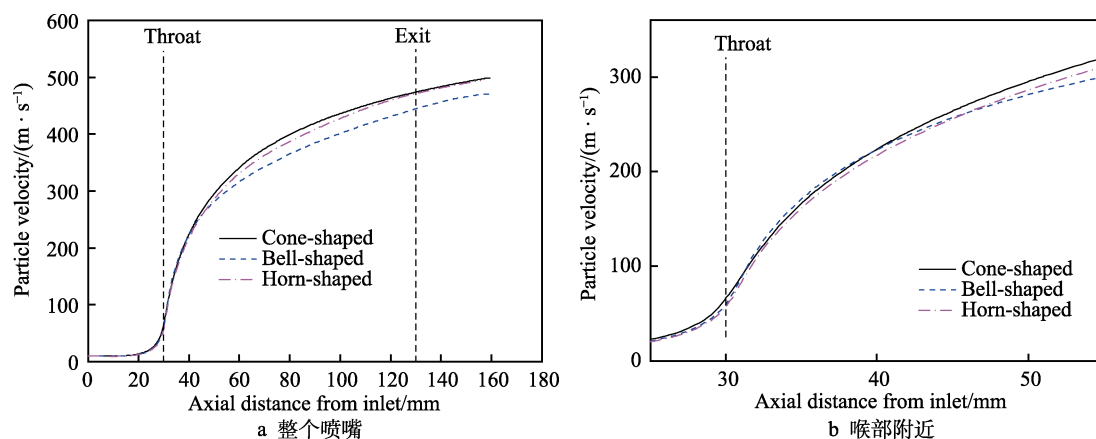 600
500
400
300
200
100
0
Particle velocity/(m · s⁻¹)
Throat
Exit
Cone-shaped
Bell-shaped
Horn-shaped
0 20 40 60 80 100 120 140 160 180
Axial distance from inlet/mm
a 整个喷嘴
300
200
100
0
Particle velocity/(m · s⁻¹)
Throat
Cone-shaped
Bell-shaped
Horn-shaped
30 40 50
Axial distance from inlet/mm
b 喉部附近